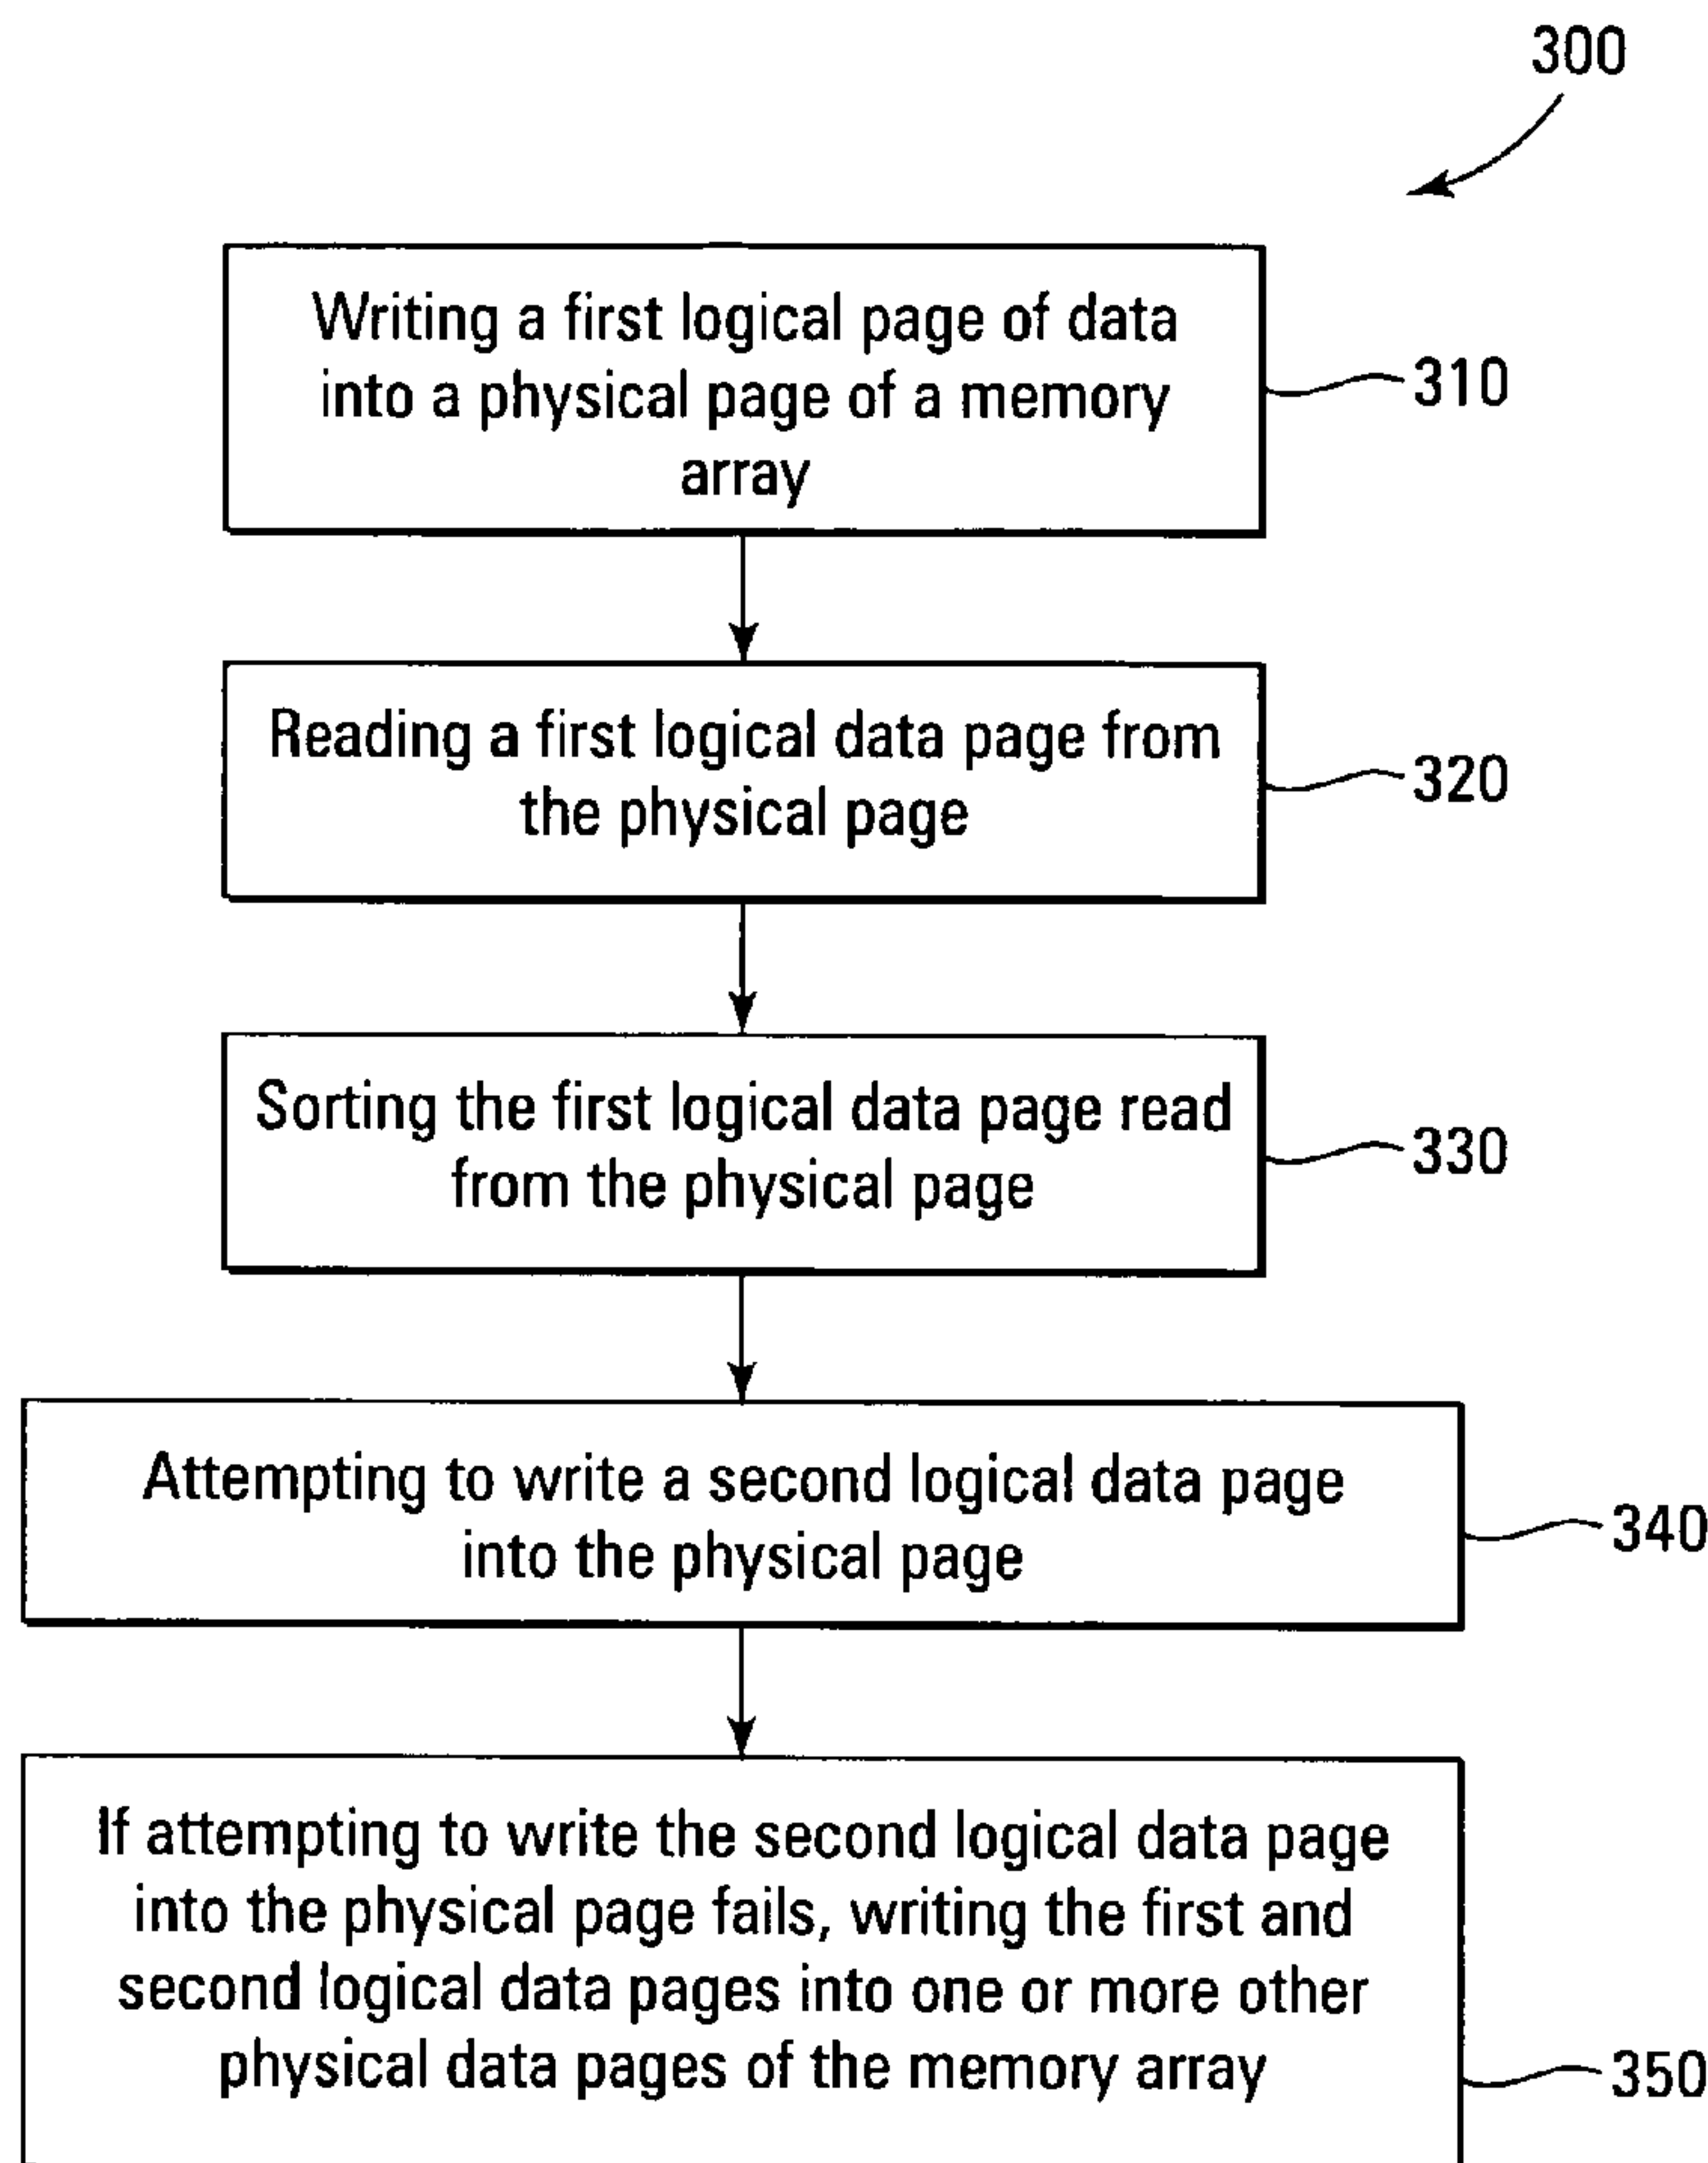 300
Writing a first logical page of data
into a physical page of a memory
array
310
Reading a first logical data page from
the physical page
320
Sorting the first logical data page read
from the physical page
330
Attempting to write a second logical data page
into the physical page
340
If attempting to write the second logical data page
into the physical page fails, writing the first and
second logical data pages into one or more other
physical data pages of the memory array
350